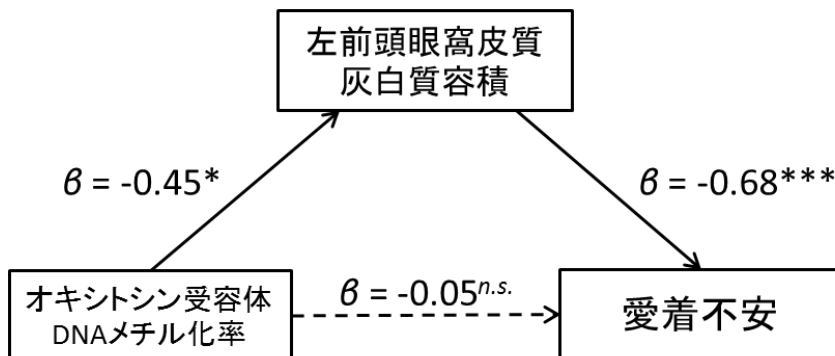 左前頭眼窩皮質
灰白質容積
β = -0.45*
β = -0.68***
オキシトシン受容体
DNAメチル化率
β = -0.05n.s.
愛着不安